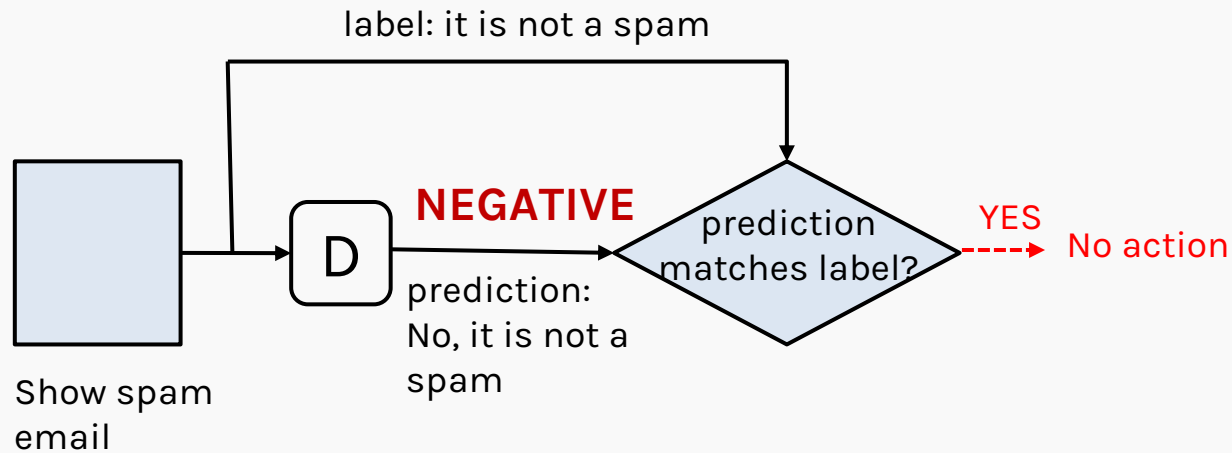 label: it is not a spam
NEGATIVE
D
prediction:
No, it is not a
spam
prediction
matches label?
YES
No action
Show spam
email